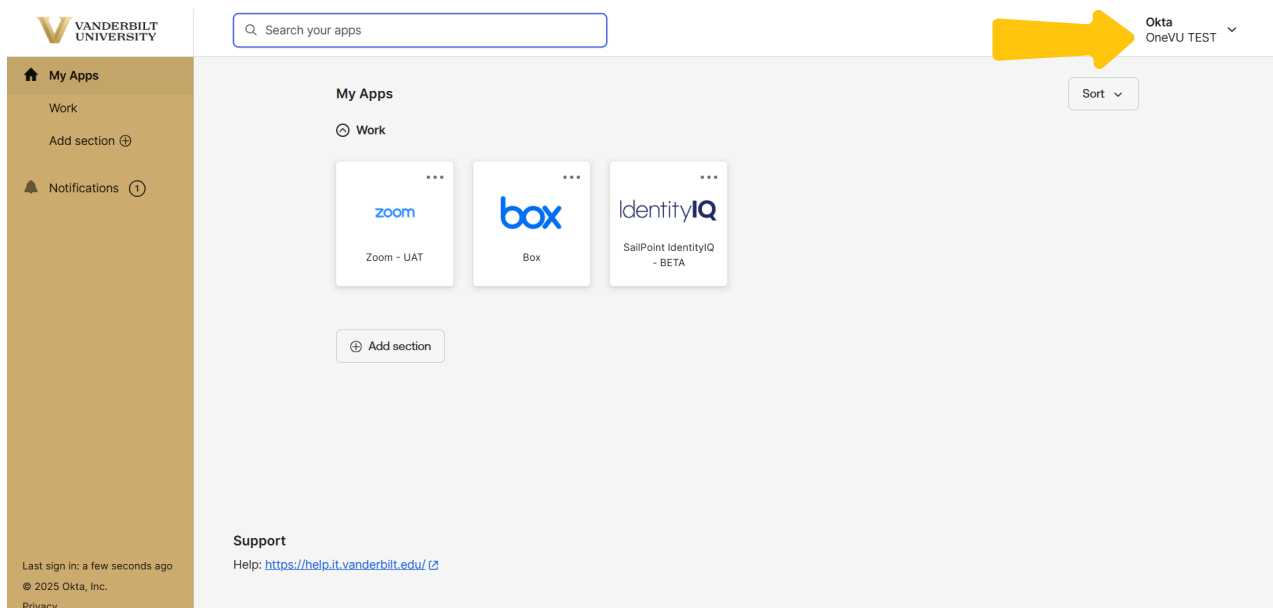 VANDERBILT
UNIVERSITY
Search your apps
Okta
OneVU TEST
My Apps
Work
Add section
Notifications 1
My Apps
Sort
Work
zoom
Zoom - UAT
box
Box
IdentityIQ
SailPoint IdentityIQ
- BETA
Add section
Support
Help: https://help.it.vanderbilt.edu/
Last sign in: a few seconds ago
© 2025 Okta, Inc.
Privacy